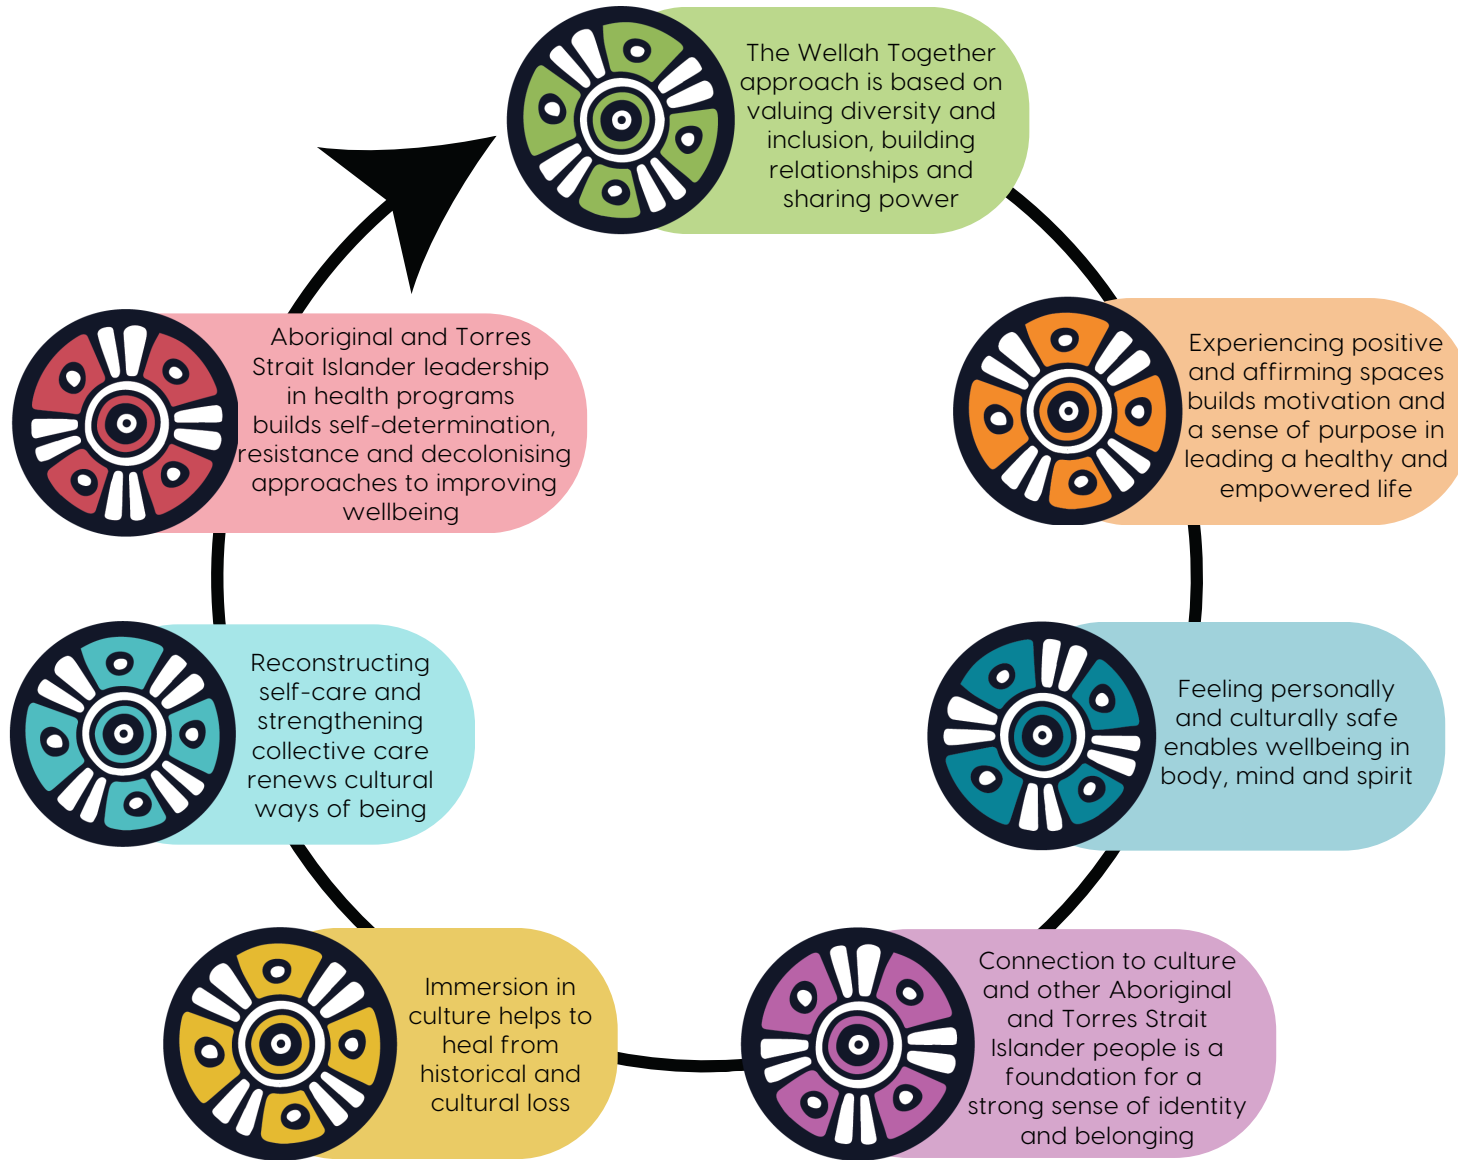 The Wellah Together
approach is based on
valuing diversity and
inclusion, building
relationships and
sharing power
Experiencing positive
and affirming spaces
builds motivation and
a sense of purpose in
leading a healthy and
empowered life
Feeling personally
and culturally safe
enables wellbeing in
body, mind and spirit
Connection to culture
and other Aboriginal
and Torres Strait
Islander people is a
foundation for a
strong sense of identity
and belonging
Immersion in
culture helps to
heal from
historical and
cultural loss
Reconstructing
self-care and
strengthening
collective care
renews cultural
ways of being
Aboriginal and Torres
Strait Islander leadership
in health programs
builds self-determination,
resistance and decolonising
approaches to improving
wellbeing